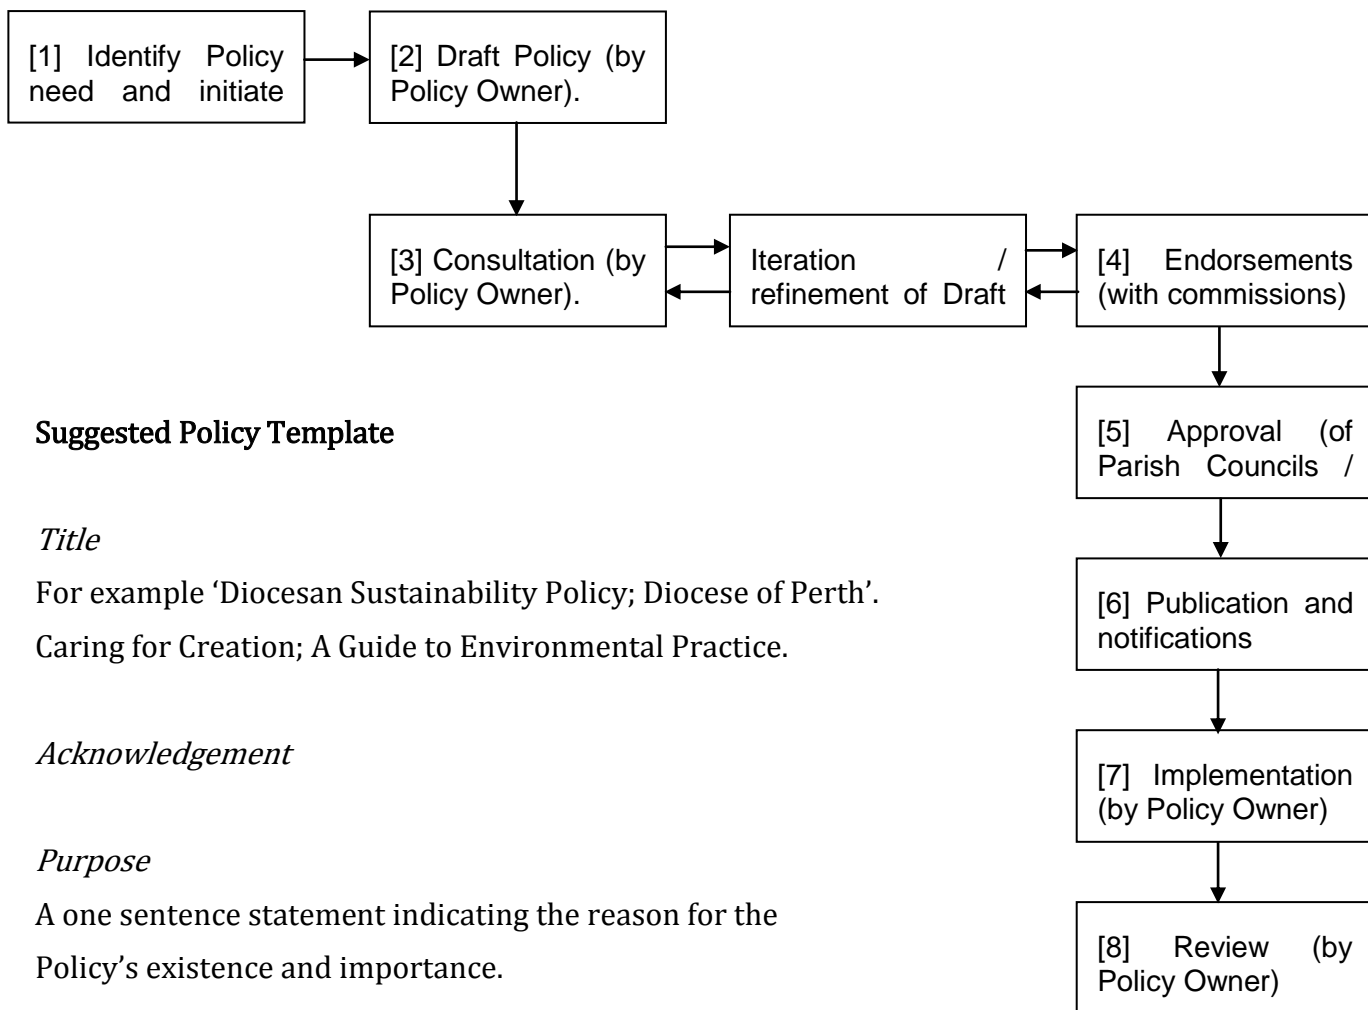 [1] Identify Policy
need and initiate
[2] Draft Policy (by
Policy Owner).
[3] Consultation (by
Policy Owner).
Iteration /
refinement of Draft
[4] Endorsements
(with commissions)
[5] Approval (of
Parish Councils /
[6] Publication and
notifications
[7] Implementation
(by Policy Owner)
[8] Review (by
Policy Owner)
Suggested Policy Template
Title
For example ‘Diocesan Sustainability Policy; Diocese of Perth’.
Caring for Creation; A Guide to Environmental Practice.
Acknowledgement
Purpose
A one sentence statement indicating the reason for the
Policy’s existence and importance.